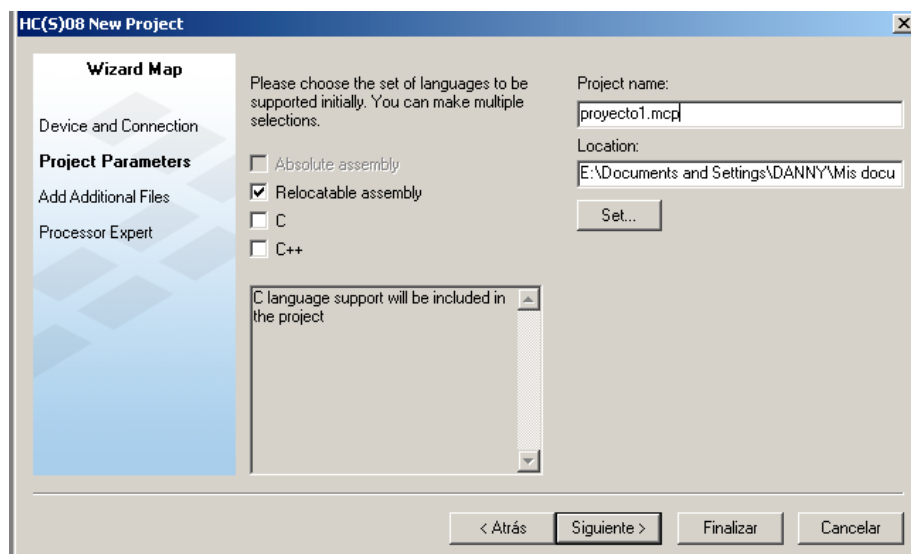 HC(S)08 New Project
Wizard Map
Device and Connection
Project Parameters
Add Additional Files
Processor Expert
Please choose the set of languages to be
supported initially. You can make multiple
selections.
Absolute assembly
Relocatable assembly
C
C++
C language support will be included in
the project
Project name:
proyecto1.mcp
Location:
E:\Documents and Settings\DANNY\Mis docu
Set...
< Atrás
Siguiente >
Finalizar
Cancelar